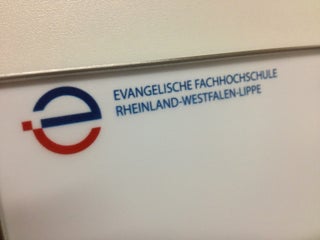 EVANGELISCHE FACHHOCHSCHULE
RHEINLAND-WESTFALEN-LIPPE